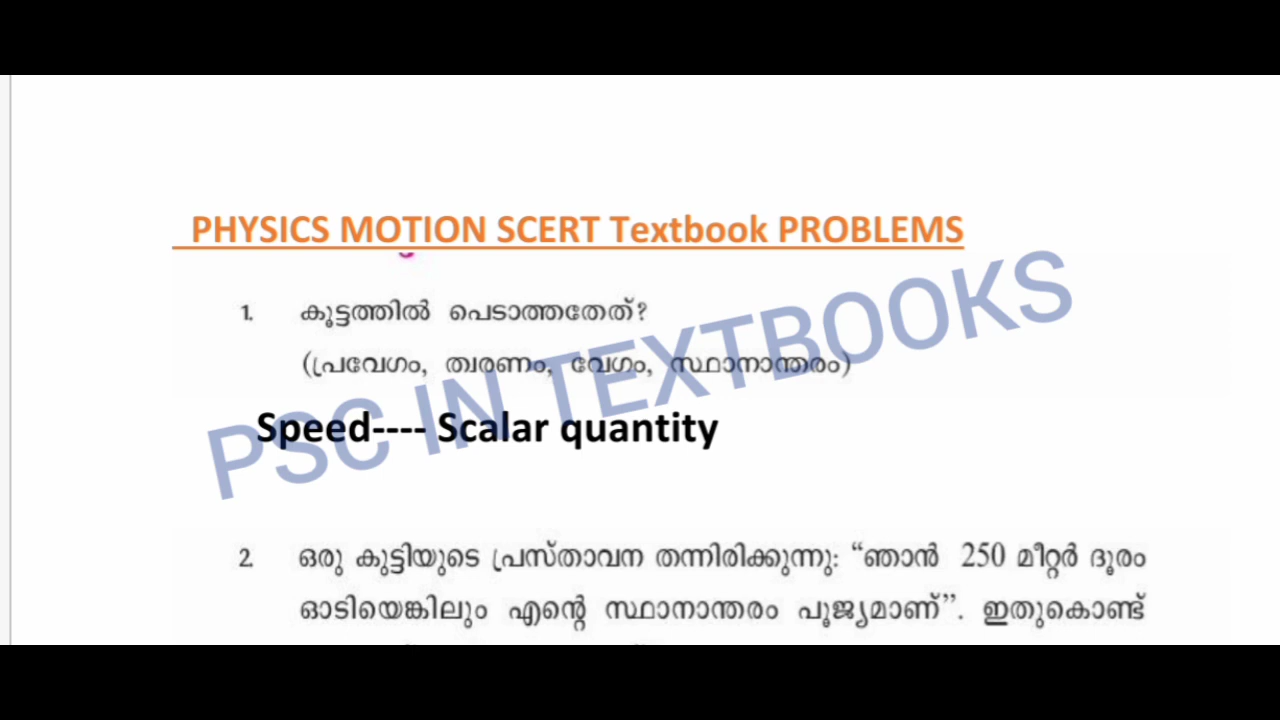 PHYSICS MOTION SCERT Textbook PROBLEMS
1. കൂട്ടത്തിൽ പെടാത്തതേത്?
(പ്രവേഗം, ത്വരണം, വേഗം, സ്ഥാനാന്തരം)
PSC IN TEXTBOOKS
Speed---- Scalar quantity
2. ഒരു കുട്ടിയുടെ പ്രസ്താവന തന്നിരിക്കുന്നു: “ഞാൻ 250 മീറ്റർ ദൂരം
ഓടിയെങ്കിലും എന്റെ സ്ഥാനാന്തരം പൂജ്യമാണ്”. ഇതുകൊണ്ട്